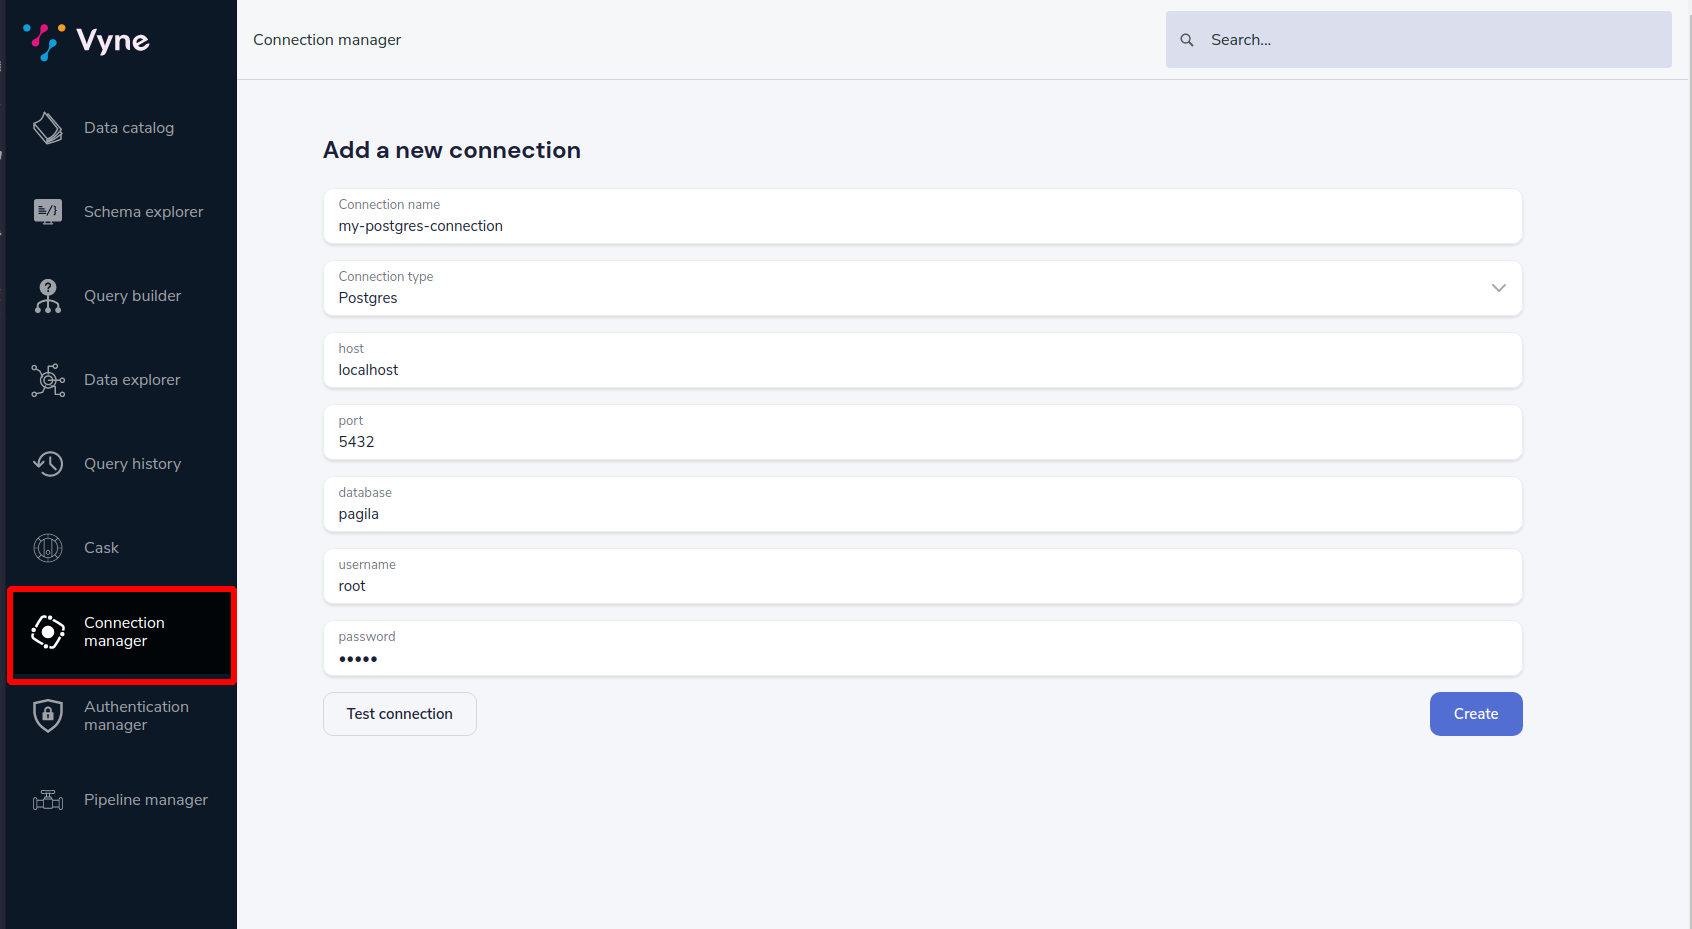 Vyne
Data catalog
Schema explorer
Query builder
Data explorer
Query history
Cask
Connection
manager
Authentication
manager
Pipeline manager
Connection manager
Search...
Add a new connection
Connection name
my-postgres-connection
Connection type
Postgres
host
localhost
port
5432
database
pagila
username
root
password
•••••
Test connection
Create